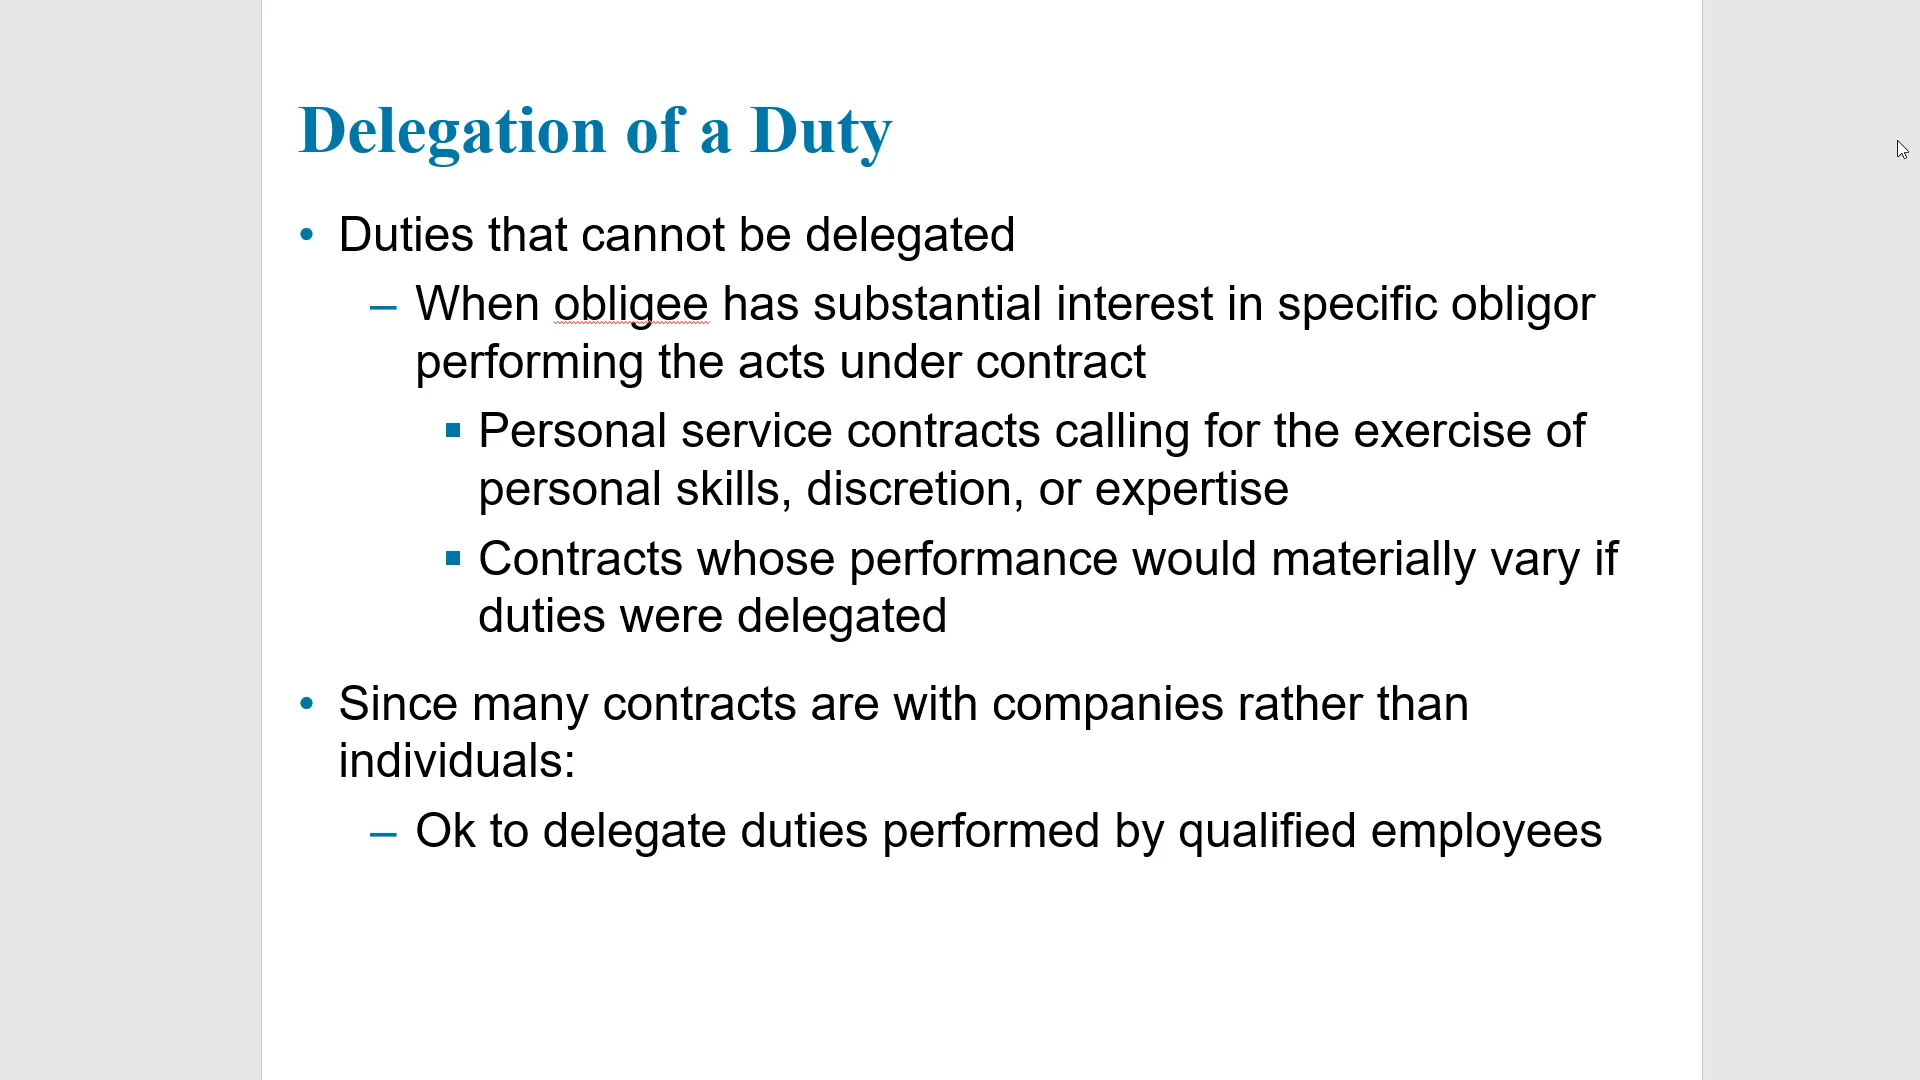 Delegation of a Duty
• Duties that cannot be delegated
– When obligee has substantial interest in specific obligor
performing the acts under contract
▪ Personal service contracts calling for the exercise of
personal skills, discretion, or expertise
▪ Contracts whose performance would materially vary if
duties were delegated
• Since many contracts are with companies rather than
individuals:
– Ok to delegate duties performed by qualified employees